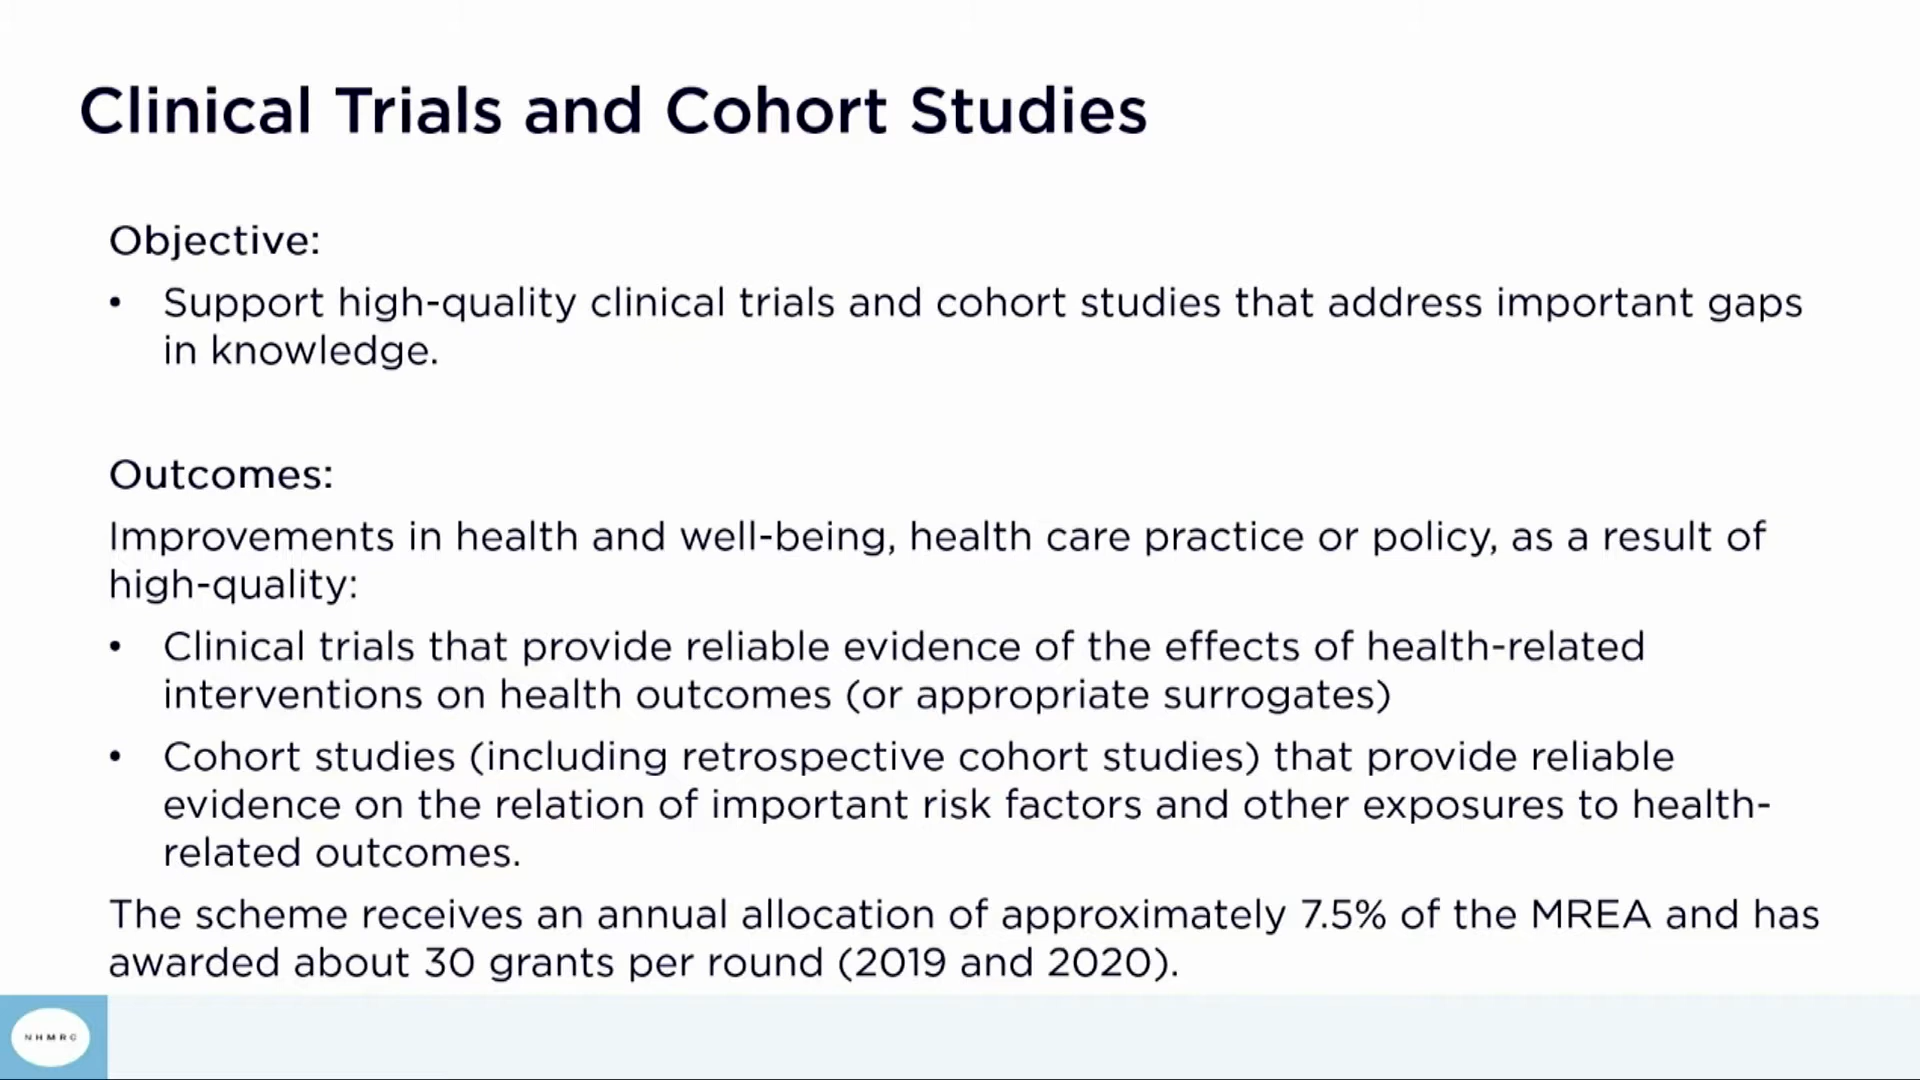 Clinical Trials and Cohort Studies
Objective:
• Support high-quality clinical trials and cohort studies that address important gaps
in knowledge.
Outcomes:
Improvements in health and well-being, health care practice or policy, as a result of
high-quality:
• Clinical trials that provide reliable evidence of the effects of health-related
interventions on health outcomes (or appropriate surrogates)
• Cohort studies (including retrospective cohort studies) that provide reliable
evidence on the relation of important risk factors and other exposures to health-
related outcomes.
The scheme receives an annual allocation of approximately 7.5% of the MREA and has
awarded about 30 grants per round (2019 and 2020).
NHMRC